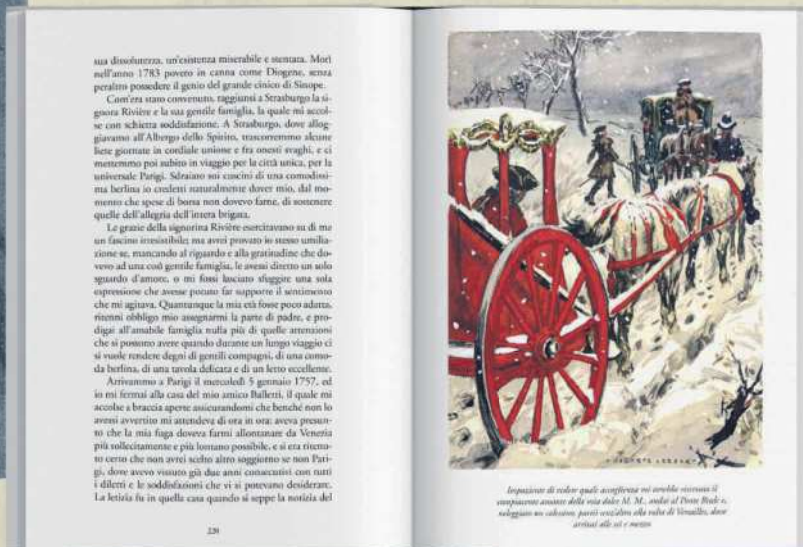 sua dissolutezza, un'esistenza miserabile e stentata. Morì
nell'anno 1783 povero in canna come Diogene, senza
peraltro possedere il genio del grande cinico di Sinope.
Com'era stato convenuto, raggiunsi a Strasburgo la si-
gnora Rivière e la sua gentile famiglia, la quale mi accol-
se con schietta soddisfazione. A Strasburgo, dove allog-
giavamo all'Albergo dello Spirito, trascorremmo alcune
liete giornate in cordiale unione e fra onesti svaghi, e ci
mettemmo poi subito in viaggio per la città unica, per la
universale Parigi. Sdraiato sui cuscini di una comodissi-
ma berlina io credetti naturalmente dover mio, dal mo-
mento che spese di borsa non dovevo farne, di sostenere
quelle dell'allegria dell'intera brigata.
Le grazie della signorina Rivière esercitavano su di me
un fascino irresistibile; ma avrei provato io stesso umilia-
zione se, mancando al riguardo e alla gratitudine che do-
vevo ad una così gentile famiglia, le avessi diretto un solo
sguardo d'amore, o mi fossi lasciato sfuggire una sola
espressione che avesse potuto far supporre il sentimento
che mi agitava. Quantunque la mia età fosse poco adatta,
ritenni obbligo mio assegnarmi la parte di padre, e pro-
digai all'amabile famiglia nulla più di quelle attenzioni
che si possono avere quando durante un lungo viaggio ci
si vuole rendere degni di gentili compagni, di una como-
da berlina, di una tavola delicata e di un letto eccellente.
Arrivammo a Parigi il mercoledì 5 gennaio 1757, ed
io mi fermai alla casa del mio amico Balletti, il quale mi
accolse a braccia aperte assicurandomi che benché non lo
avessi avvertito mi attendeva di ora in ora: aveva presun-
to che la mia fuga doveva farmi allontanare da Venezia
più sollecitamente e più lontano possibile, e si era ritenu-
to certo che non avrei scelto altro soggiorno se non Pari-
gi, dove avevo vissuto già due anni consecutivi con tutti
i diletti e le soddisfazioni che vi si potevano desiderare.
La letizia fu in quella casa quando si seppe la notizia del
Impaziente di vedere quale accoglienza mi avrebbe riservata il
compiacente amante della mia dolce M. M., andai al Ponte Reale e,
noleggiato un calessino, partii senz'altro alla volta di Versailles, dove
arrivai alle sei e mezzo